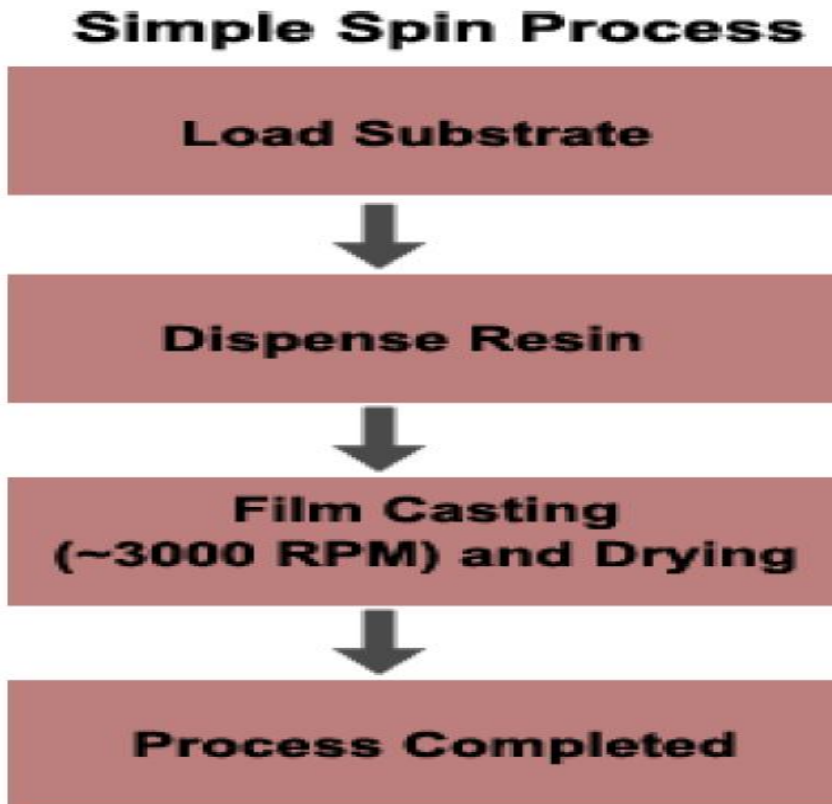 Simple Spin Process
Load Substrate
Dispense Resin
Film Casting
(~3000 RPM) and Drying
Process Completed